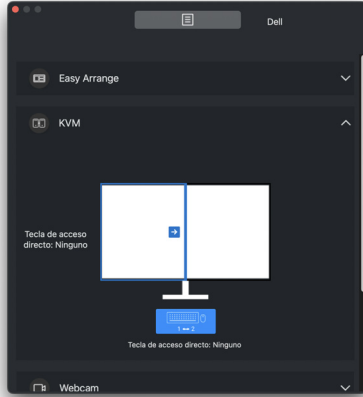 Dell
Easy Arrange
KVM
Tecla de acceso
directo: Ninguno
1 ↔ 2
Tecla de acceso directo: Ninguno
Webcam